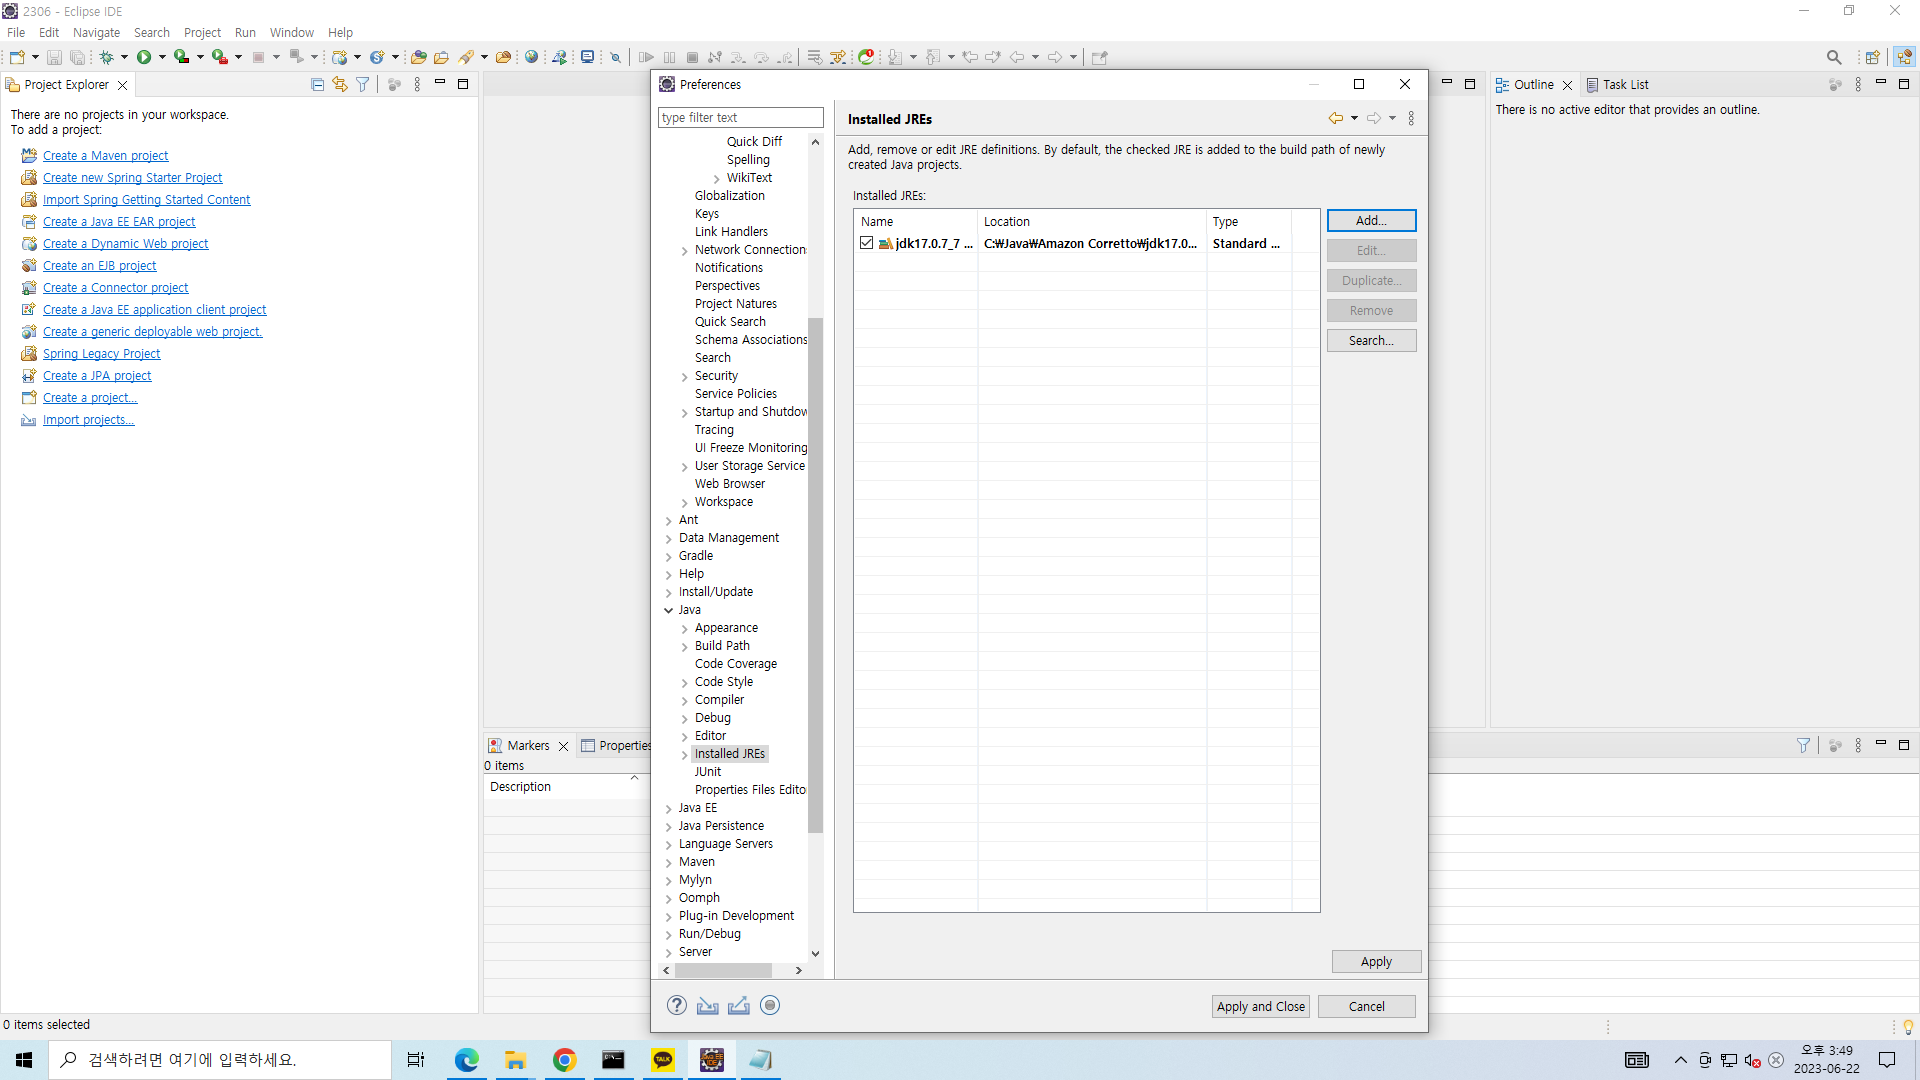 2306 - Eclipse IDE
File Edit Navigate Search Project Run Window Help
Project Explorer
There are no projects in your workspace.
To add a project:
Create a Maven project
Create new Spring Starter Project
Import Spring Getting Started Content
Create a Java EE EAR project
Create a Dynamic Web project
Create an EJB project
Create a Connector project
Create a Java EE application client project
Create a generic deployable web project.
Spring Legacy Project
Create a JPA project
Create a project...
Import projects...
Preferences
type filter text
Quick Diff
Spelling
WikiText
Globalization
Keys
Link Handlers
Network Connection
Notifications
Perspectives
Project Natures
Quick Search
Schema Associations
Search
Security
Service Policies
Startup and Shutdow
Tracing
UI Freeze Monitoring
User Storage Service
Web Browser
Workspace
Ant
Data Management
Gradle
Help
Install/Update
Java
Appearance
Build Path
Code Coverage
Code Style
Compiler
Debug
Editor
Installed JREs
JUnit
Properties Files Edito
Java EE
Java Persistence
Language Servers
Maven
Mylyn
Oomph
Plug-in Development
Run/Debug
Server
Installed JREs
Add, remove or edit JRE definitions. By default, the checked JRE is added to the build path of newly
created Java projects.
Installed JREs:
Name Location Type
jdk17.0.7_7 ... C:₩Java₩Amazon Corretto₩jdk17.0... Standard ...
Add...
Edit...
Duplicate...
Remove
Search...
Apply
Apply and Close Cancel
Outline Task List
There is no active editor that provides an outline.
Markers Properties
0 items
Description
0 items selected
검색하려면 여기에 입력하세요.
TALK
Java EE
IDE
오후 3:49
2023-06-22